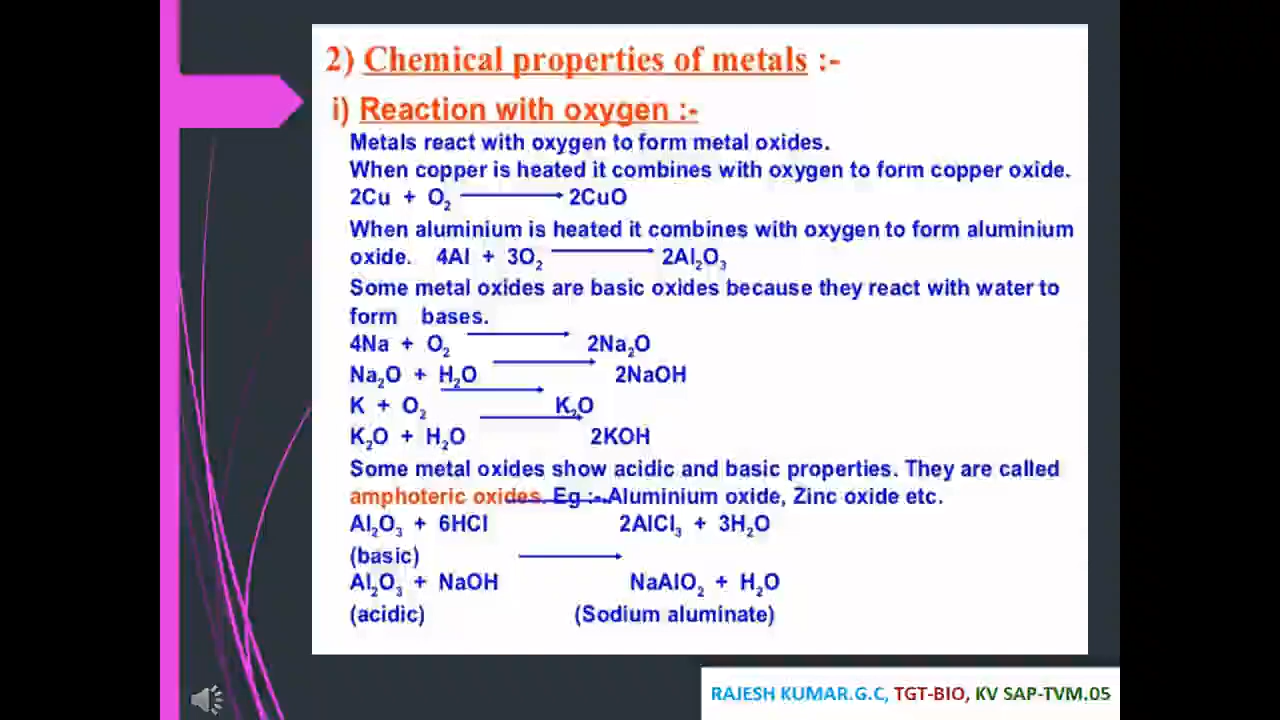 2) Chemical properties of metals :-
i) Reaction with oxygen :-
Metals react with oxygen to form metal oxides.
When copper is heated it combines with oxygen to form copper oxide.
2Cu + O₂ → 2CuO
When aluminium is heated it combines with oxygen to form aluminium
oxide. 4Al + 3O₂ → 2Al₂O₃
Some metal oxides are basic oxides because they react with water to
form bases.
4Na + O₂ → 2Na₂O
Na₂O + H₂O → 2NaOH
K + O₂ → K₂O
K₂O + H₂O → 2KOH
Some metal oxides show acidic and basic properties. They are called
amphoteric oxides. Eg :- Aluminium oxide, Zinc oxide etc.
Al₂O₃ + 6HCl → 2AlCl₃ + 3H₂O
(basic)
Al₂O₃ + NaOH → NaAlO₂ + H₂O
(acidic) (Sodium aluminate)
RAJESH KUMAR.G.C, TGT-BIO, KV SAP-TVM.05